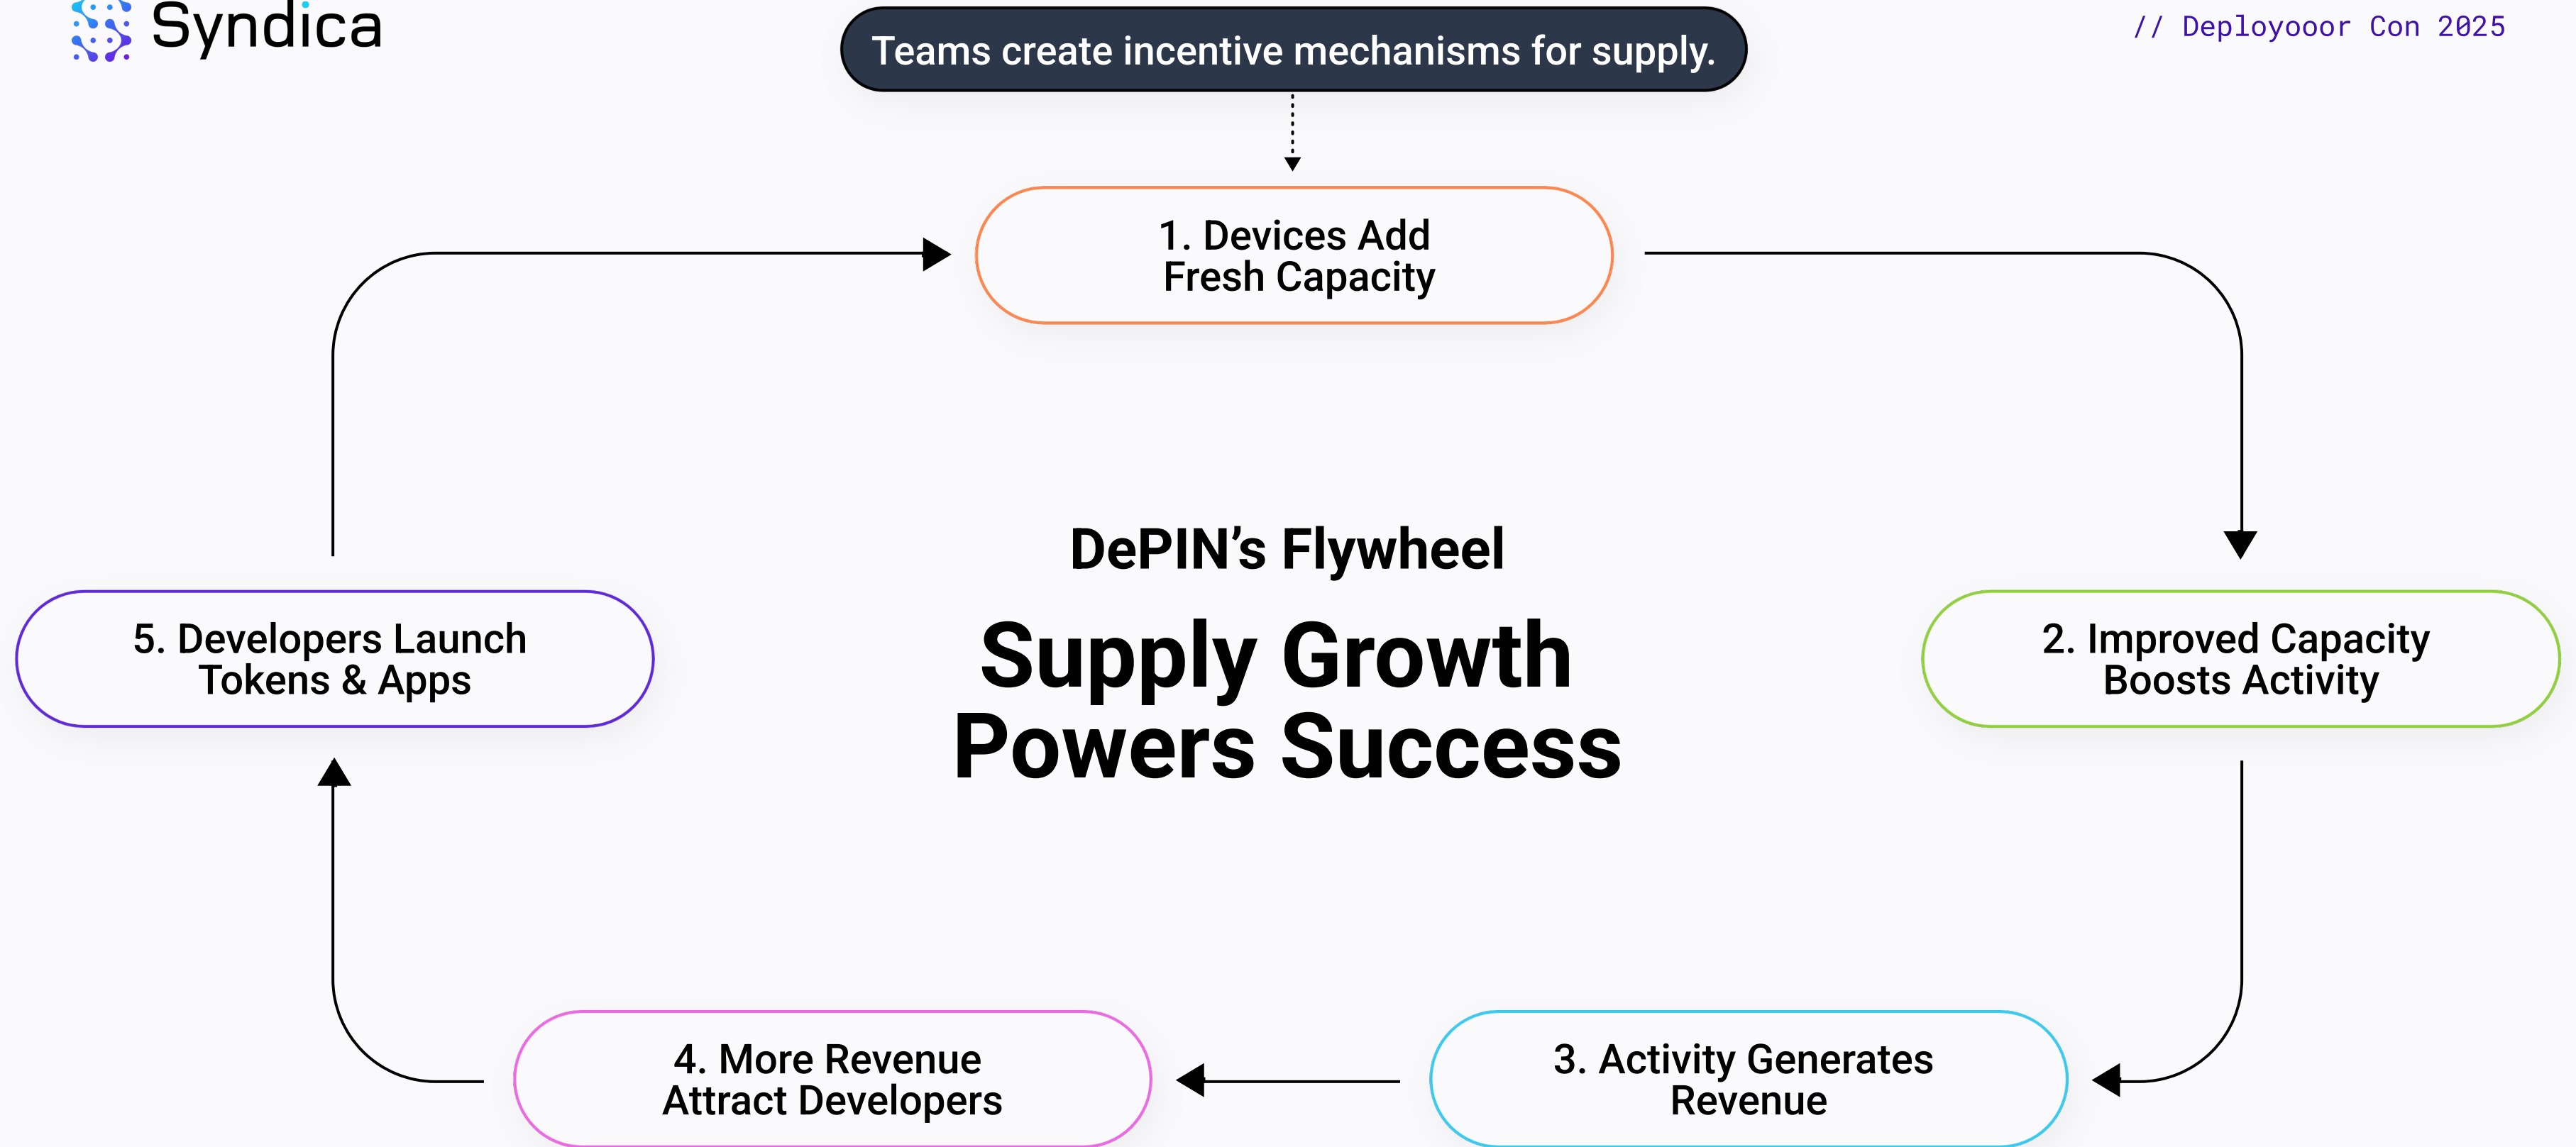 Syndica
Teams create incentive mechanisms for supply.
// Deployooor Con 2025
1. Devices Add
Fresh Capacity
DePIN’s Flywheel
Supply Growth
Powers Success
5. Developers Launch
Tokens & Apps
2. Improved Capacity
Boosts Activity
4. More Revenue
Attract Developers
3. Activity Generates
Revenue